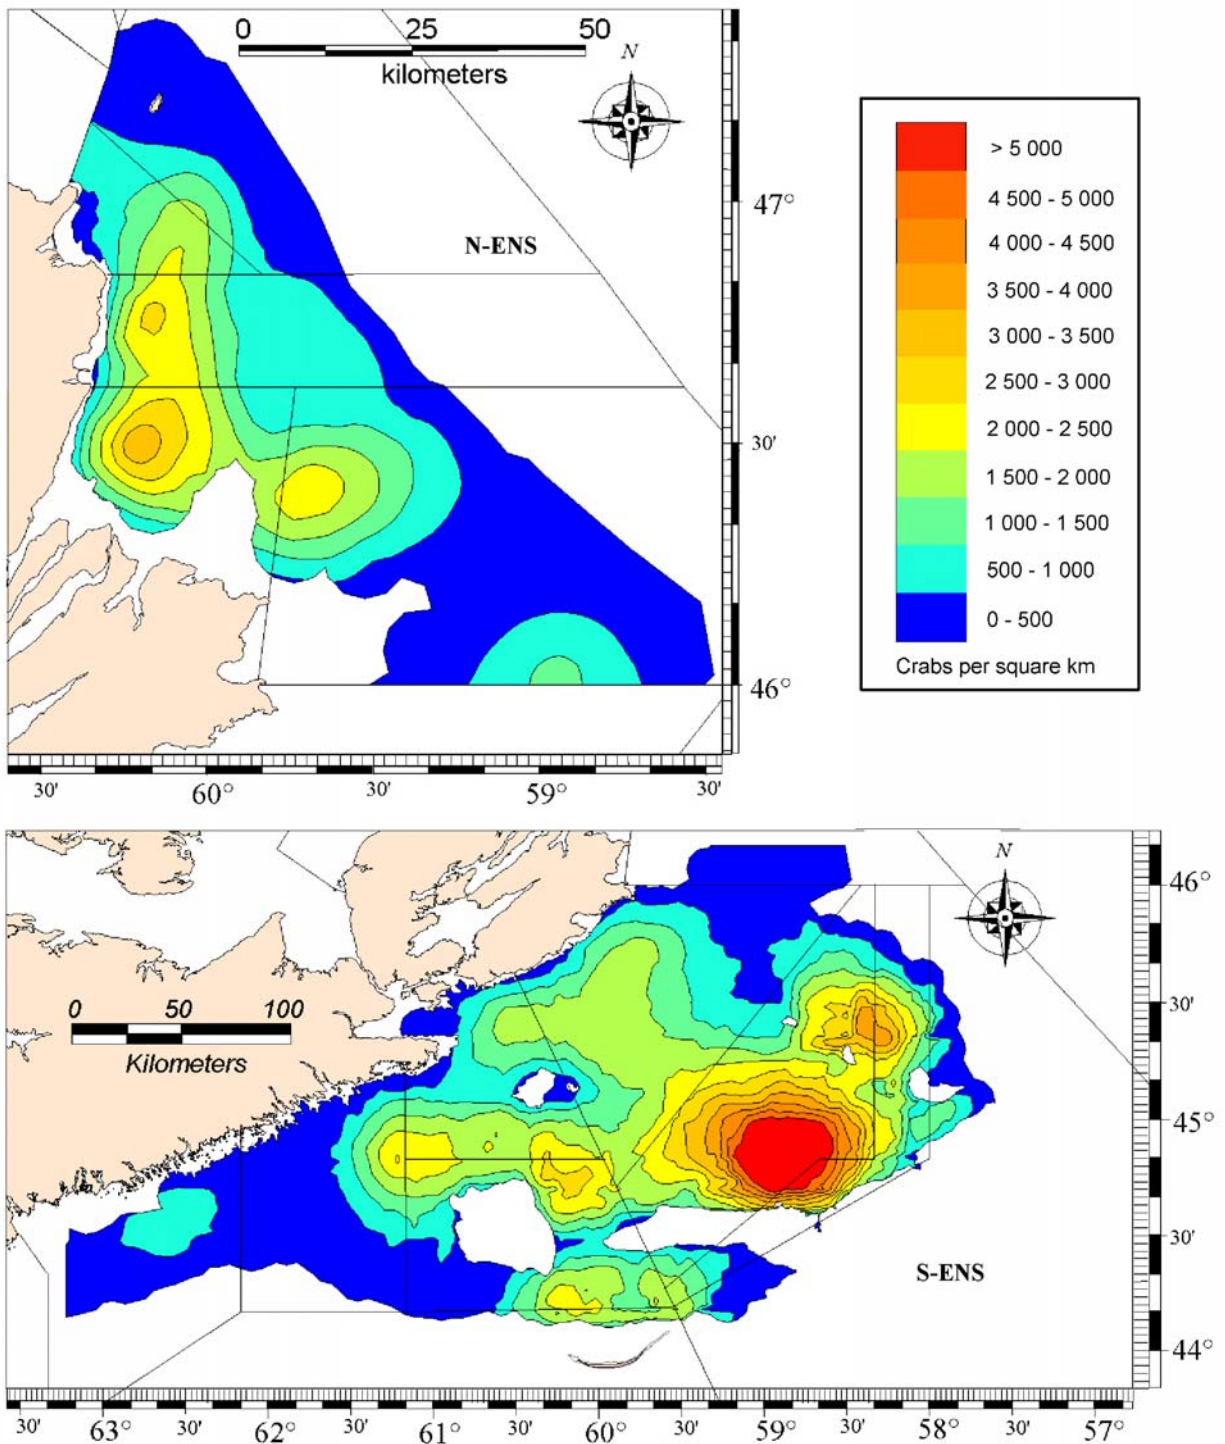 0 25 50
kilometers
N
N-ENS
47°
30'
46°
30' 60° 30' 59° 30'
> 5 000
4 500 - 5 000
4 000 - 4 500
3 500 - 4 000
3 000 - 3 500
2 500 - 3 000
2 000 - 2 500
1 500 - 2 000
1 000 - 1 500
500 - 1 000
0 - 500
Crabs per square km
N
46°
0 50 100
Kilometers
30'
45°
30'
S-ENS
44°
30' 63° 30' 62° 30' 61° 30' 60° 30' 59° 30' 58° 30' 57°